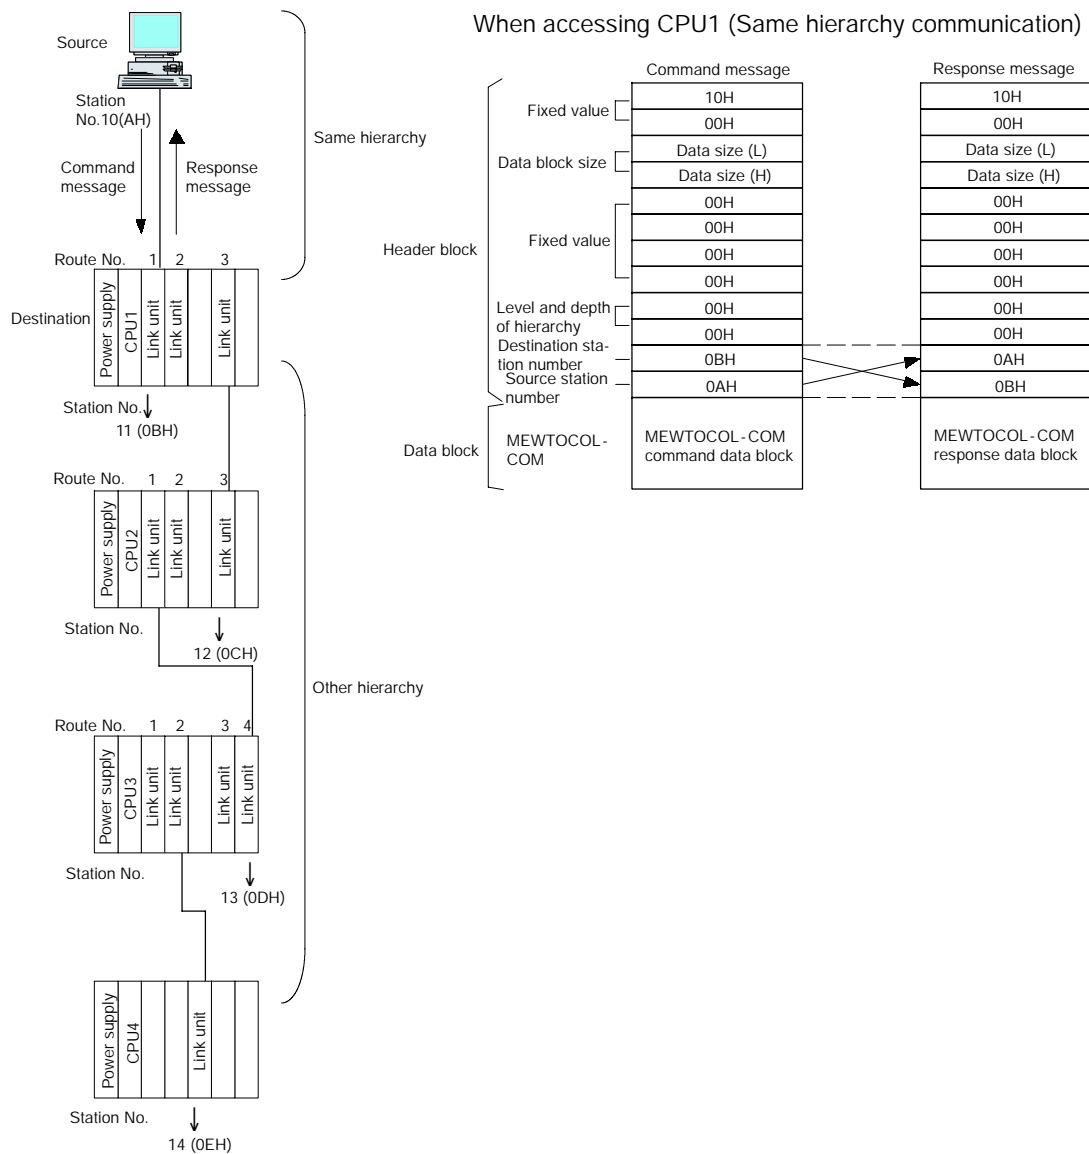 When accessing CPU1 (Same hierarchy communication)
Source
Station
No.10(AH)
Command
message
Response
message
Same hierarchy
Route No. 1 2 3
Destination
Power supply
CPU1
Link unit
Link unit
Link unit
Station No.
11 (0BH)
Route No. 1 2 3
Power supply
CPU2
Link unit
Link unit
Link unit
Station No.
12 (0CH)
Other hierarchy
Route No. 1 2 3 4
Power supply
CPU3
Link unit
Link unit
Link unit
Link unit
Station No.
13 (0DH)
Power supply
CPU4
Link unit
Station No.
14 (0EH)
Command message
Response message
Header block
Fixed value
10H
10H
00H
00H
Data block size
Data size (L)
Data size (L)
Data size (H)
Data size (H)
Fixed value
00H
00H
00H
00H
00H
00H
00H
00H
Level and depth
of hierarchy
00H
00H
00H
00H
Destination sta-
tion number
0BH
0AH
Source station
number
0AH
0BH
Data block
MEWTOCOL-
COM
MEWTOCOL-COM
command data block
MEWTOCOL-COM
response data block